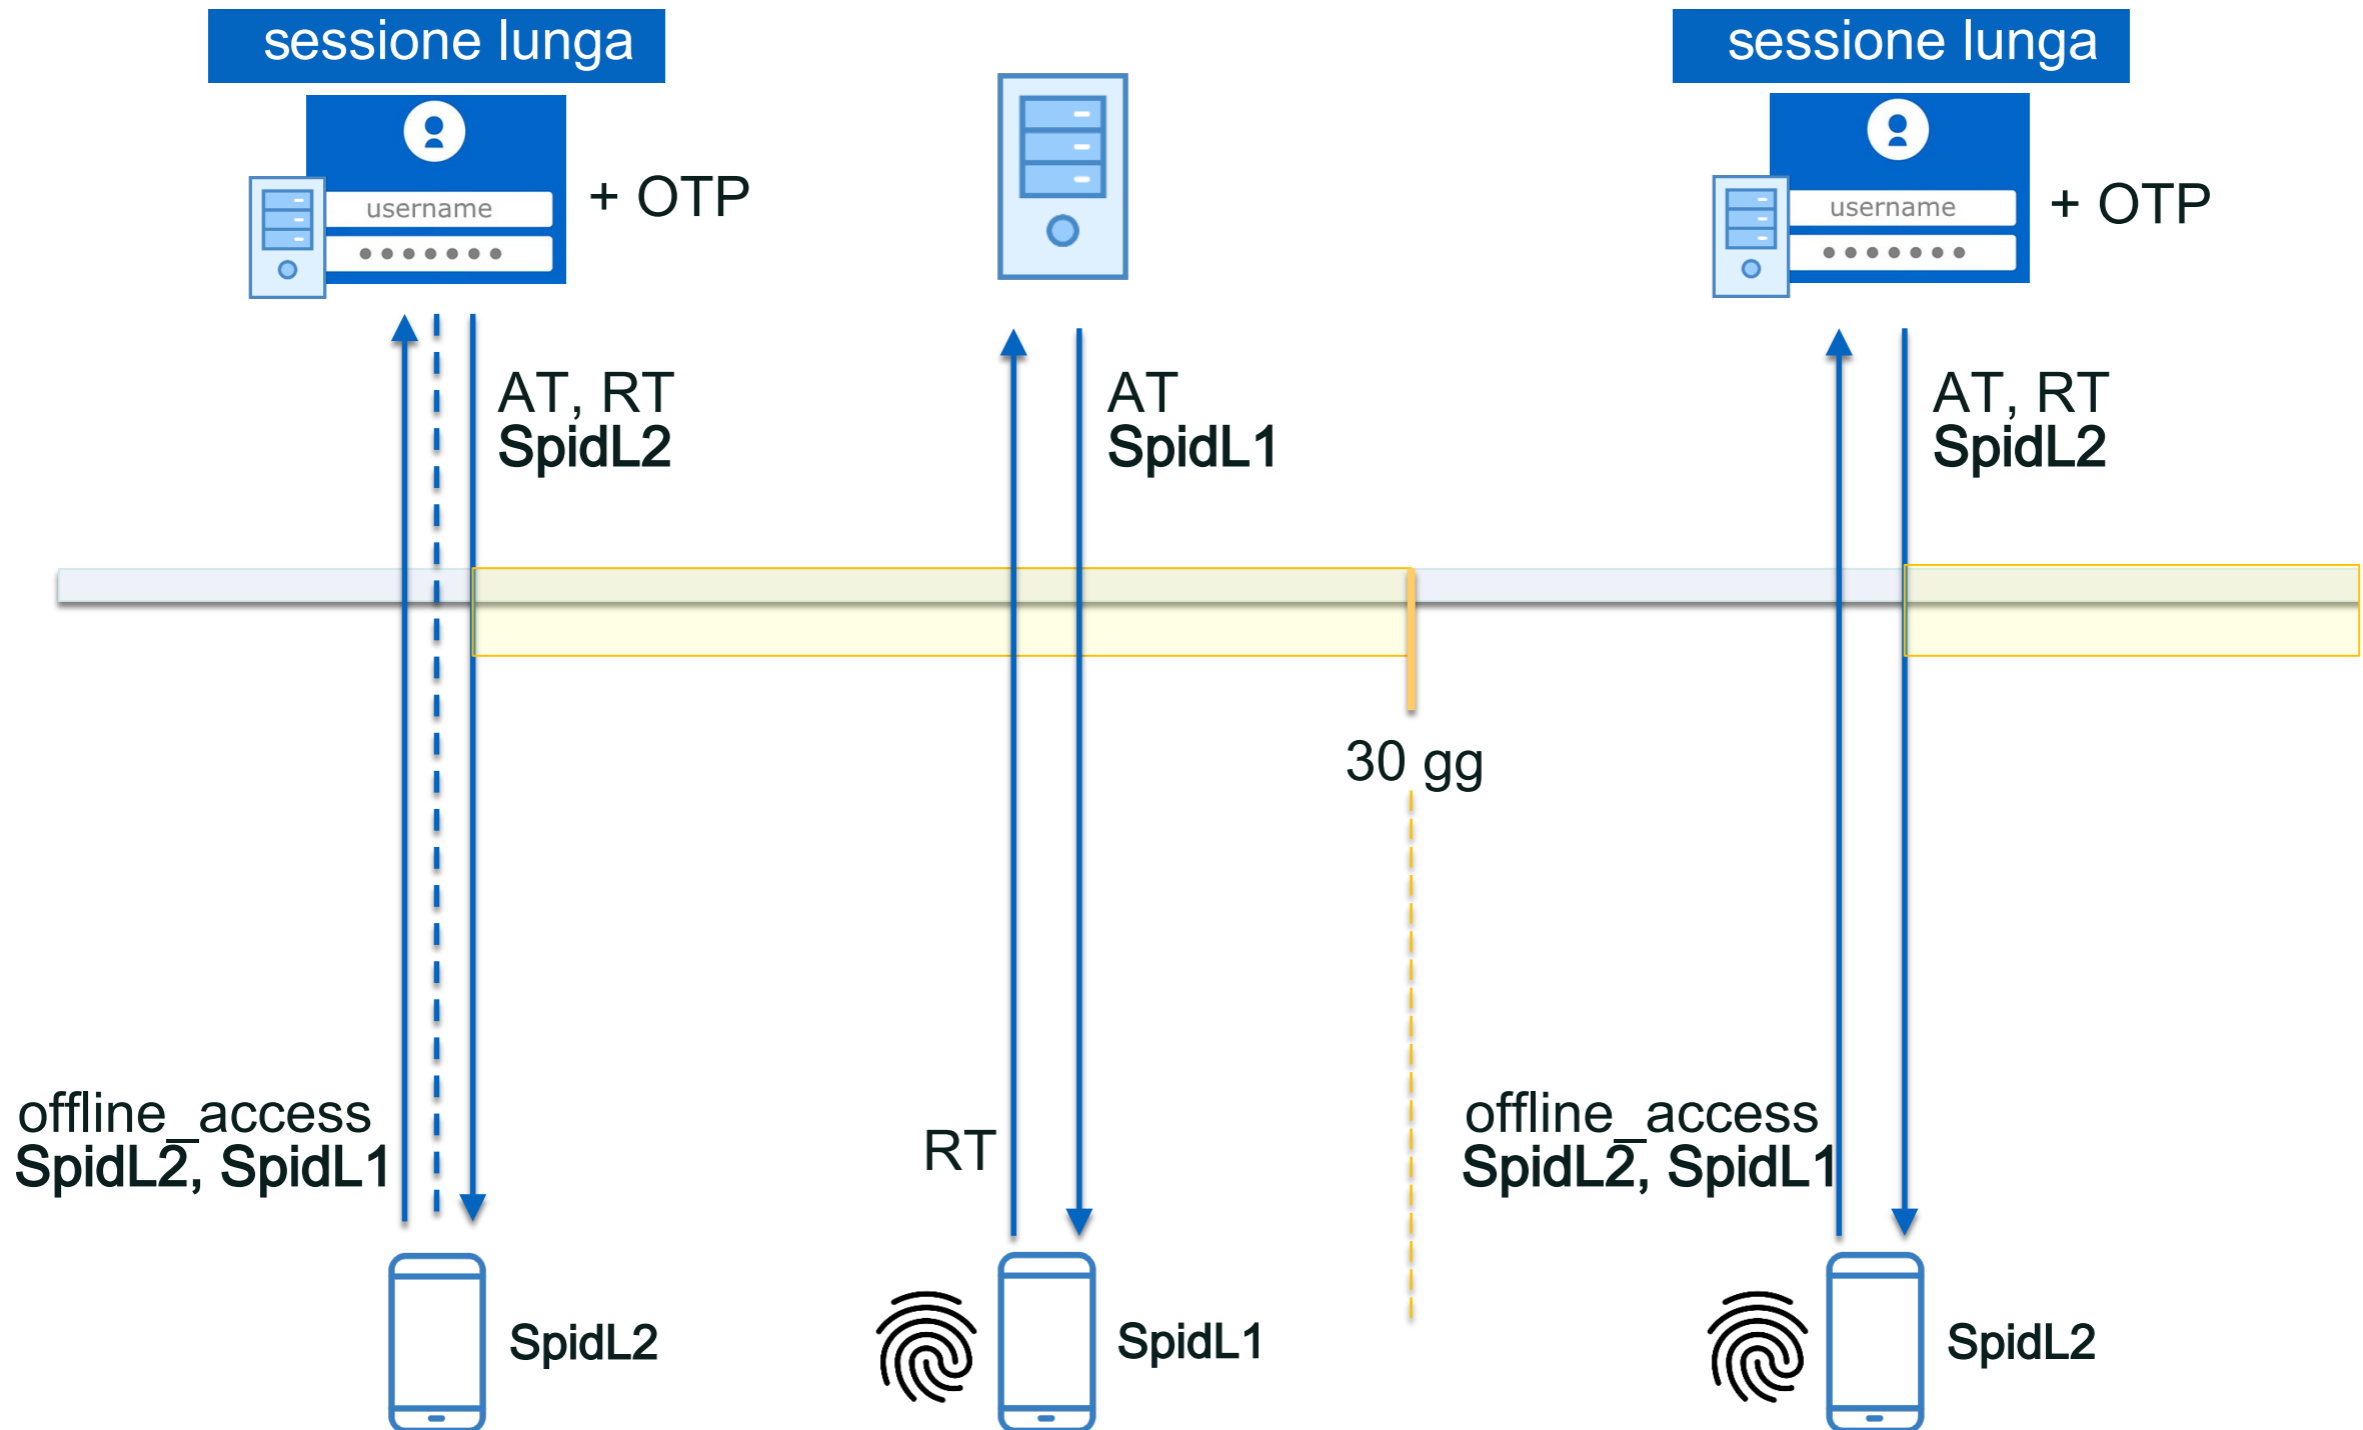 sessione lunga
sessione lunga
username
+ OTP
username
+ OTP
AT, RT
SpidL2
AT
SpidL1
AT, RT
SpidL2
30 gg
offline_access
SpidL2, SpidL1
RT
offline_access
SpidL2, SpidL1
SpidL2
SpidL1
SpidL2